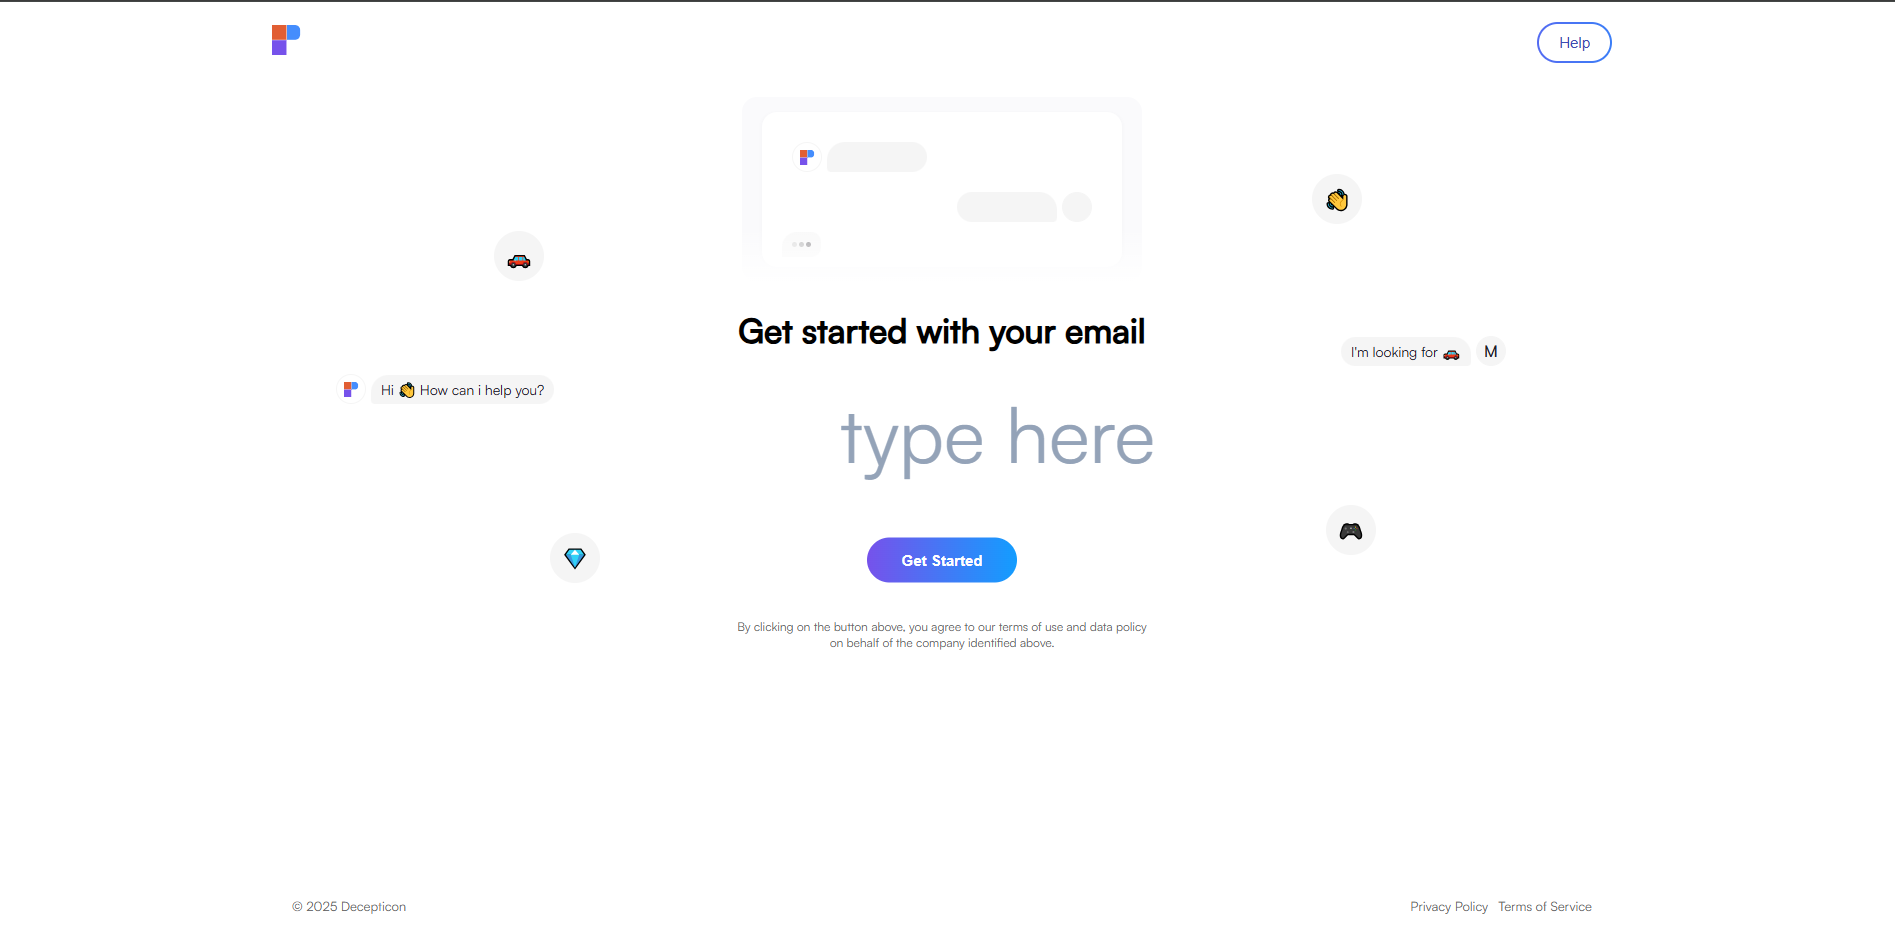 Help
Get started with your email
I'm looking for 🚗 M
Hi 👋 How can i help you?
type here
Get Started
By clicking on the button above, you agree to our terms of use and data policy
on behalf of the company identified above.
© 2025 Decepticon
Privacy Policy Terms of Service